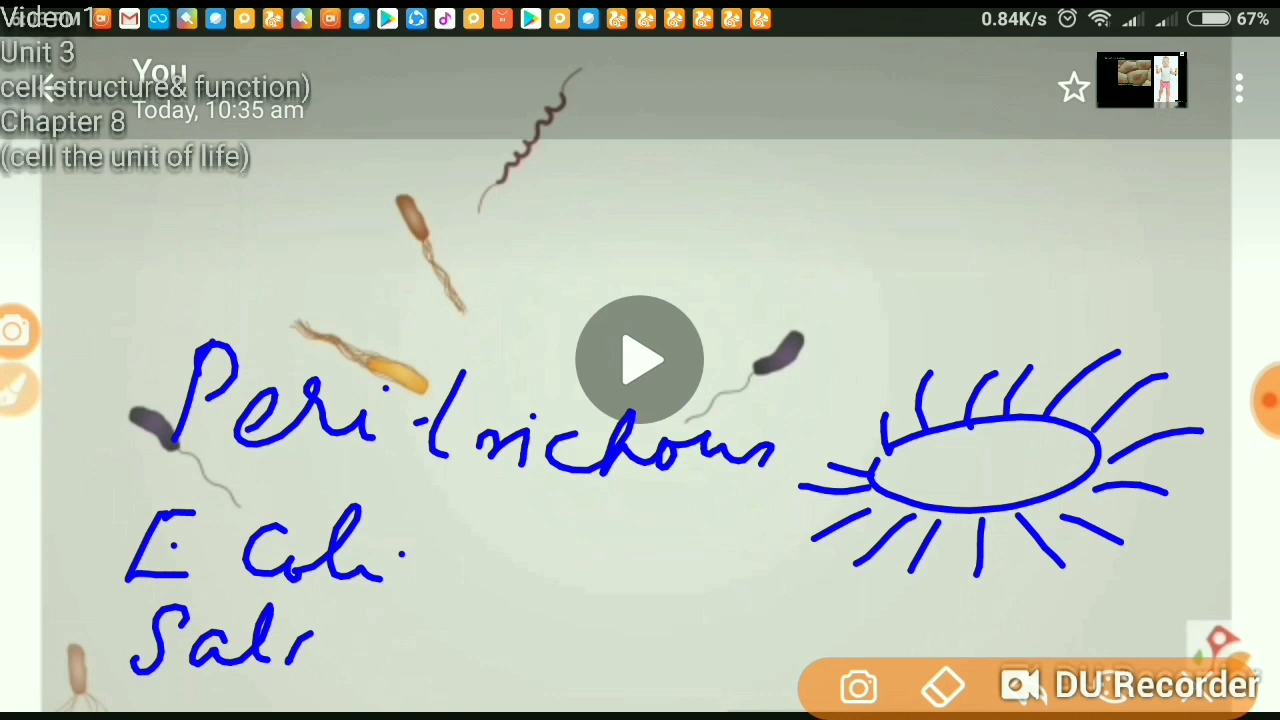 Video 1
0.84K/s
67%
Unit 3
You
cell structure& function)
Today, 10:35 am
Chapter 8
(cell the unit of life)
Peri-trichous
E Coli.
Sal
DU Recorder